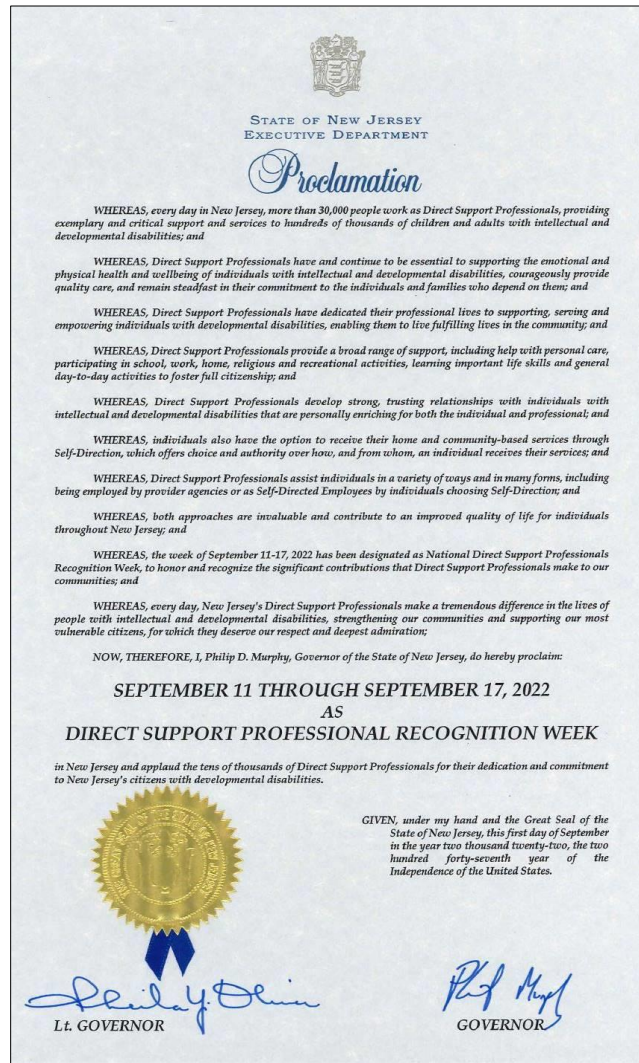 STATE OF NEW JERSEY
EXECUTIVE DEPARTMENT
Proclamation
WHEREAS, every day in New Jersey, more than 30,000 people work as Direct Support Professionals, providing
exemplary and critical support and services to hundreds of thousands of children and adults with intellectual and
developmental disabilities; and
WHEREAS, Direct Support Professionals have and continue to be essential to supporting the emotional and
physical health and wellbeing of individuals with intellectual and developmental disabilities, courageously provide
quality care, and remain steadfast in their commitment to the individuals and families who depend on them; and
WHEREAS, Direct Support Professionals have dedicated their professional lives to supporting, serving and
empowering individuals with developmental disabilities, enabling them to live fulfilling lives in the community; and
WHEREAS, Direct Support Professionals provide a broad range of support, including help with personal care,
participating in school, work, home, religious and recreational activities, learning important life skills and general
day-to-day activities to foster full citizenship; and
WHEREAS, Direct Support Professionals develop strong, trusting relationships with individuals with
intellectual and developmental disabilities that are personally enriching for both the individual and professional; and
WHEREAS, individuals also have the option to receive their home and community-based services through
Self-Direction, which offers choice and authority over how, and from whom, an individual receives their services; and
WHEREAS, Direct Support Professionals assist individuals in a variety of ways and in many forms, including
being employed by provider agencies or as Self-Directed Employees by individuals choosing Self-Direction; and
WHEREAS, both approaches are invaluable and contribute to an improved quality of life for individuals
throughout New Jersey; and
WHEREAS, the week of September 11-17, 2022 has been designated as National Direct Support Professionals
Recognition Week, to honor and recognize the significant contributions that Direct Support Professionals make to our
communities; and
WHEREAS, every day, New Jersey's Direct Support Professionals make a tremendous difference in the lives of
people with intellectual and developmental disabilities, strengthening our communities and supporting our most
vulnerable citizens, for which they deserve our respect and deepest admiration;
NOW, THEREFORE, I, Philip D. Murphy, Governor of the State of New Jersey, do hereby proclaim:
SEPTEMBER 11 THROUGH SEPTEMBER 17, 2022
AS
DIRECT SUPPORT PROFESSIONAL RECOGNITION WEEK
in New Jersey and applaud the tens of thousands of Direct Support Professionals for their dedication and commitment
to New Jersey's citizens with developmental disabilities.
GIVEN, under my hand and the Great Seal of the
State of New Jersey, this first day of September
in the year two thousand twenty-two, the two
hundred forty-seventh year of the
Independence of the United States.
THE GREAT SEAL OF THE STATE OF NEW JERSEY
Sheila Y. Oliver
Lt. GOVERNOR
GOVERNOR